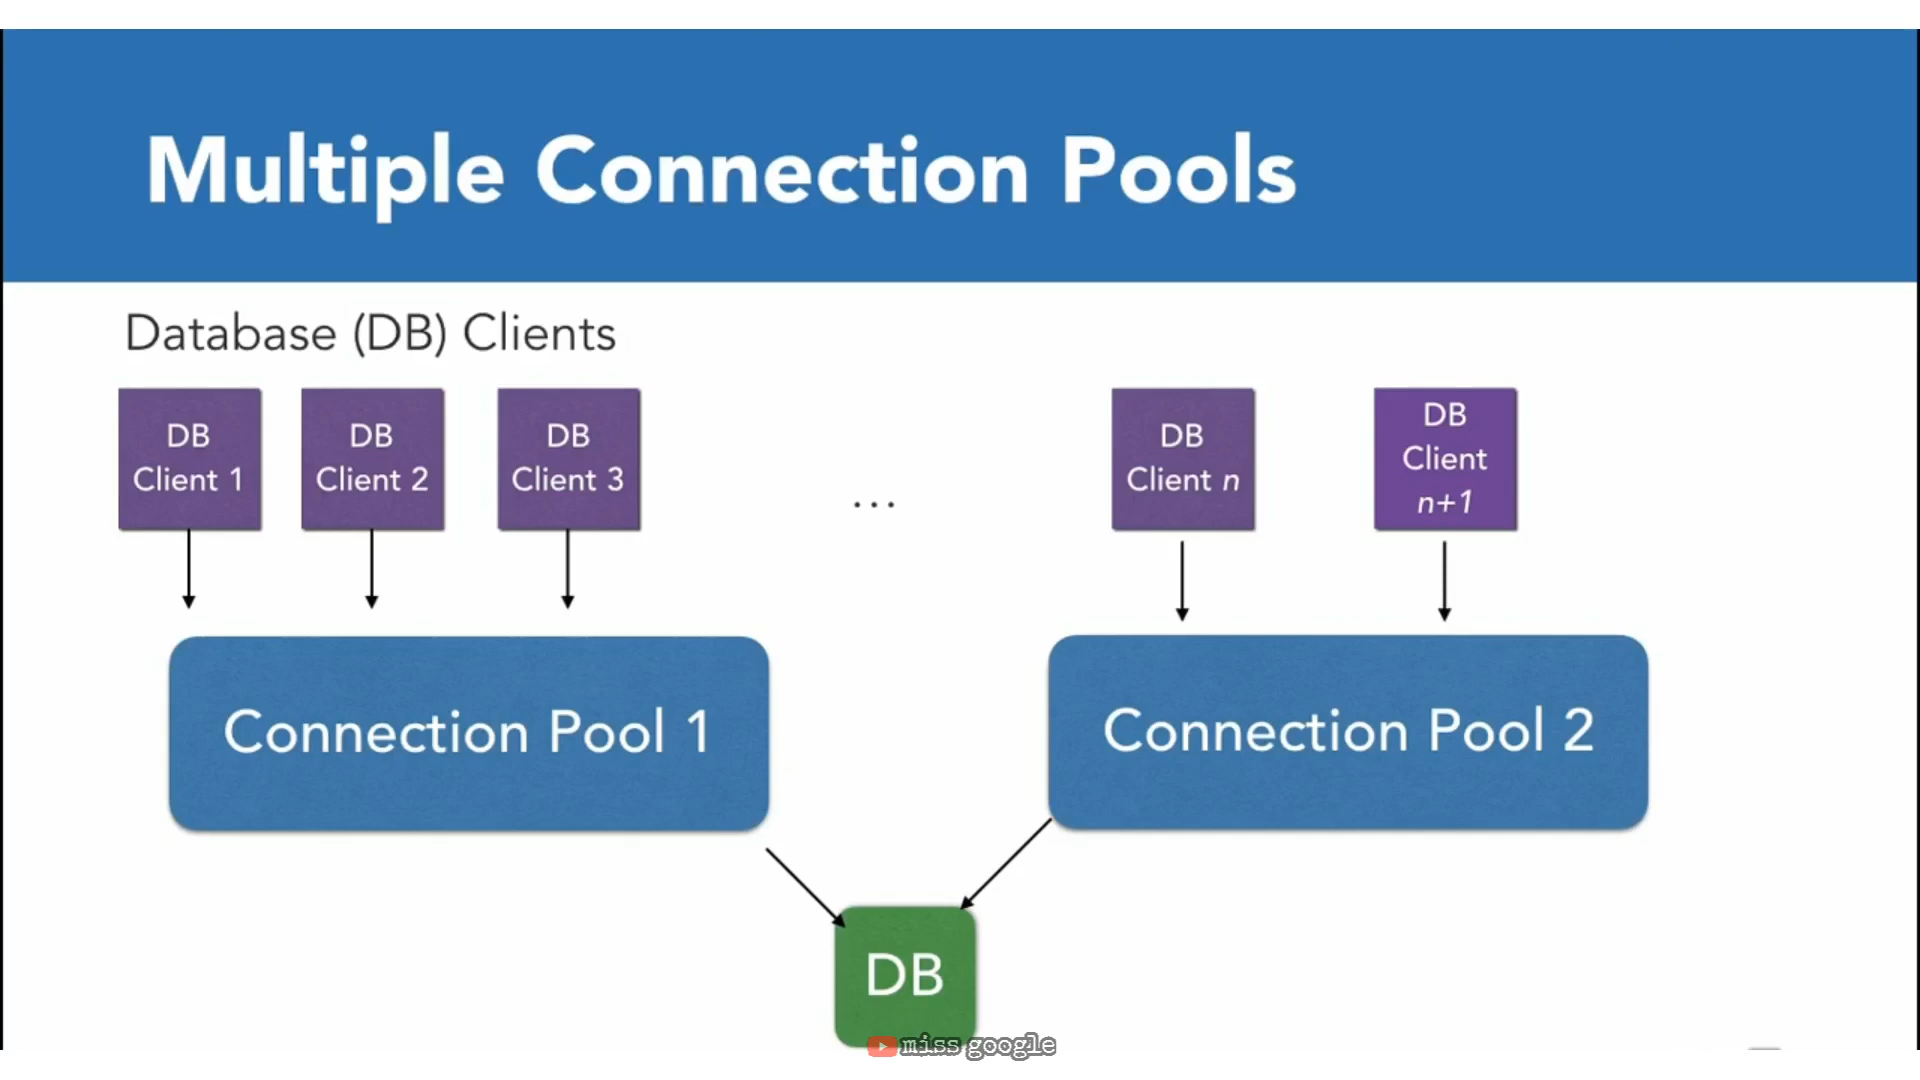 Multiple Connection Pools
Database (DB) Clients
DB
Client 1
DB
Client 2
DB
Client 3
...
DB
Client n
DB
Client
n+1
Connection Pool 1
Connection Pool 2
DB
miss google